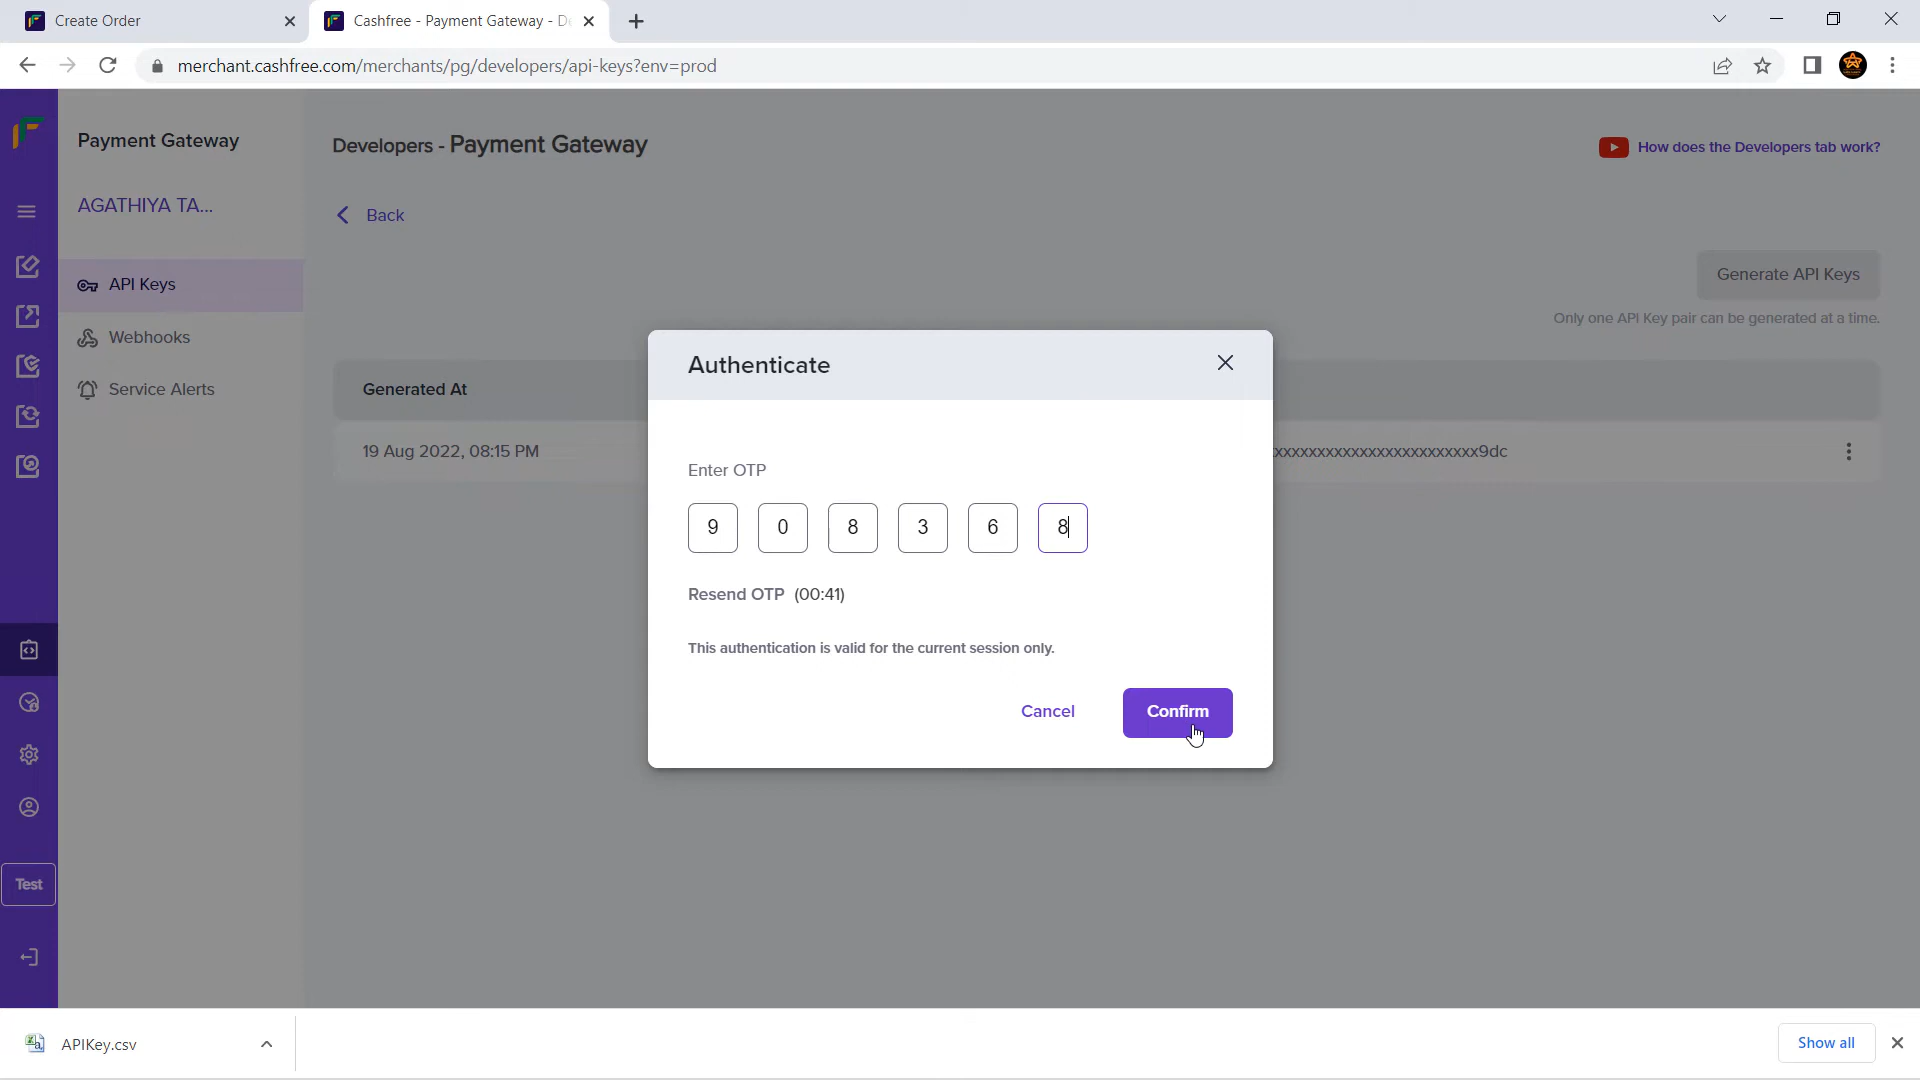 Create Order
Cashfree - Payment Gateway - De
merchant.cashfree.com/merchants/pg/developers/api-keys?env=prod
Payment Gateway
AGATHIYA TA...
API Keys
Webhooks
Service Alerts
Test
Developers - Payment Gateway
How does the Developers tab work?
Back
Generate API Keys
Only one API Key pair can be generated at a time.
Generated At
19 Aug 2022, 08:15 PM
Authenticate
Enter OTP
9 0 8 3 6 8
Resend OTP (00:41)
This authentication is valid for the current session only.
Cancel
Confirm
APIKey.csv
Show all